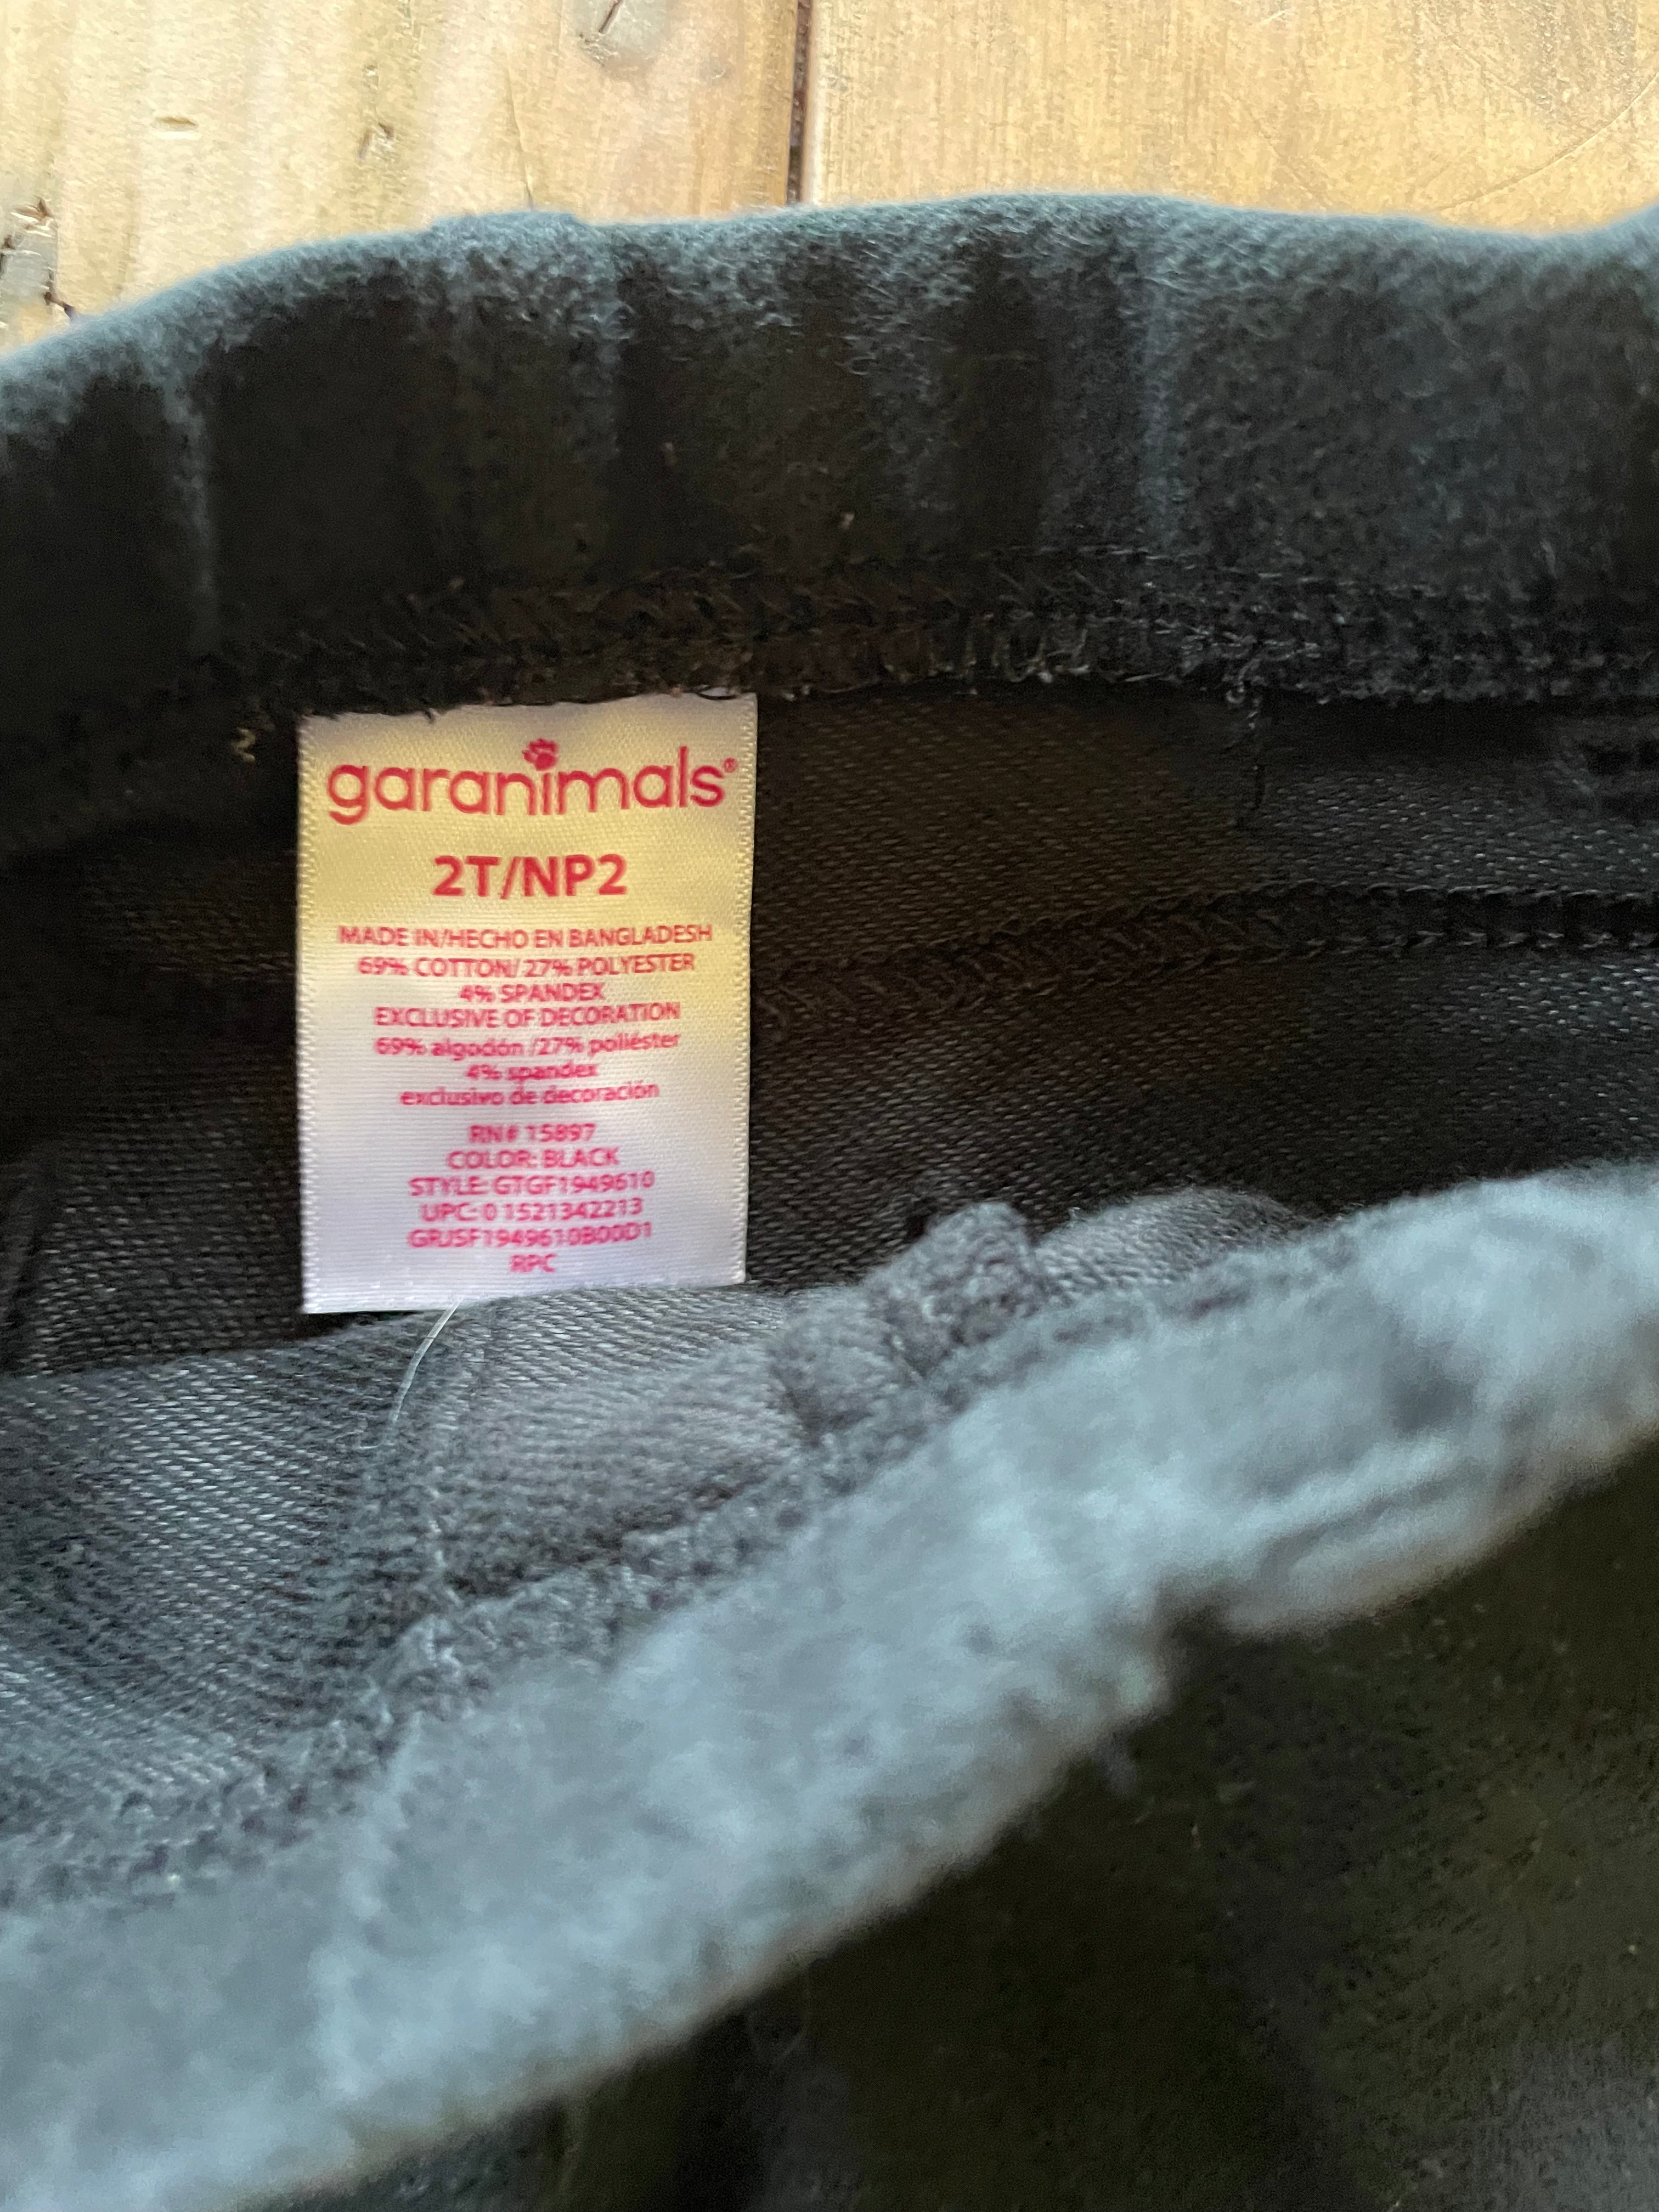 garanimals®
2T/NP2
MADE IN/HECHO EN BANGLADESH
69% COTTON/ 27% POLYESTER
4% SPANDEX
EXCLUSIVE OF DECORATION
69% algodón /27% poliéster
4% spandex
exclusivo de decoración
RN# 15897
COLOR: BLACK
STYLE: GTGF1949610
UPC: 0 1521342213
GRJSF1949610B00D1
RPC